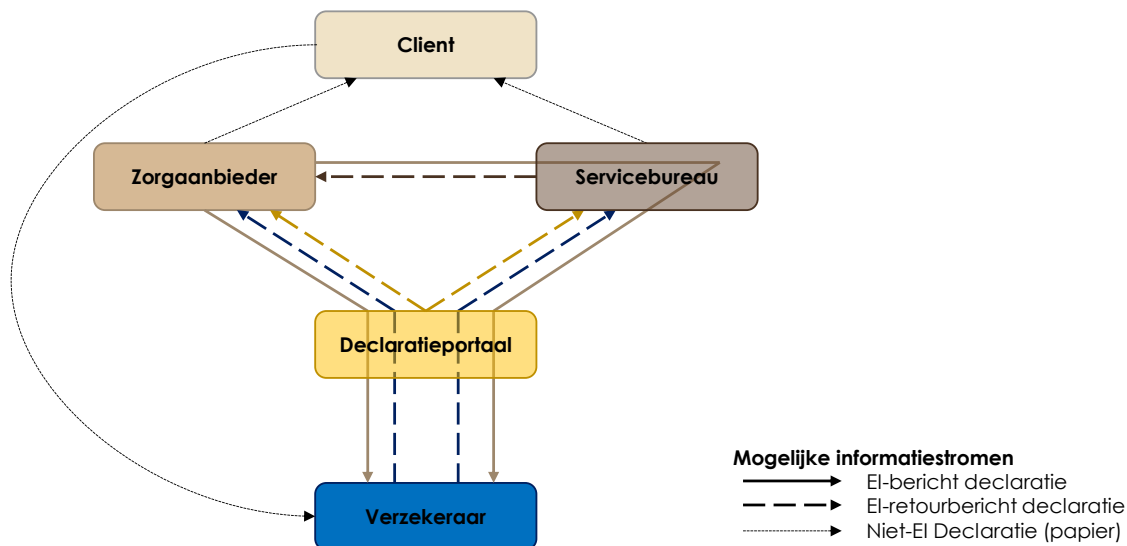 Client
Zorgaanbieder
Servicebureau
Declaratieportaal
Verzekeraar
Mogelijke informatiestromen
EI-bericht declaratie
EI-retourbericht declaratie
Niet-EI Declaratie (papier)